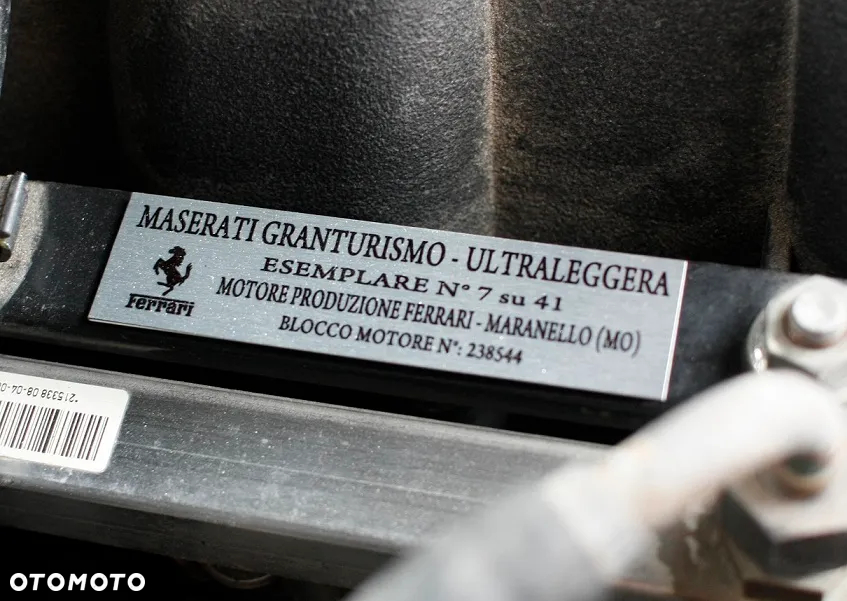 MASERATI GRANTURISMO - ULTRALEGGERA
ESEMPLARE N° 7 su 41
Ferrari
MOTORE PRODUZIONE FERRARI - MARANELLO (MO)
BLOCCO MOTORE N°: 238544
OTOMOTO